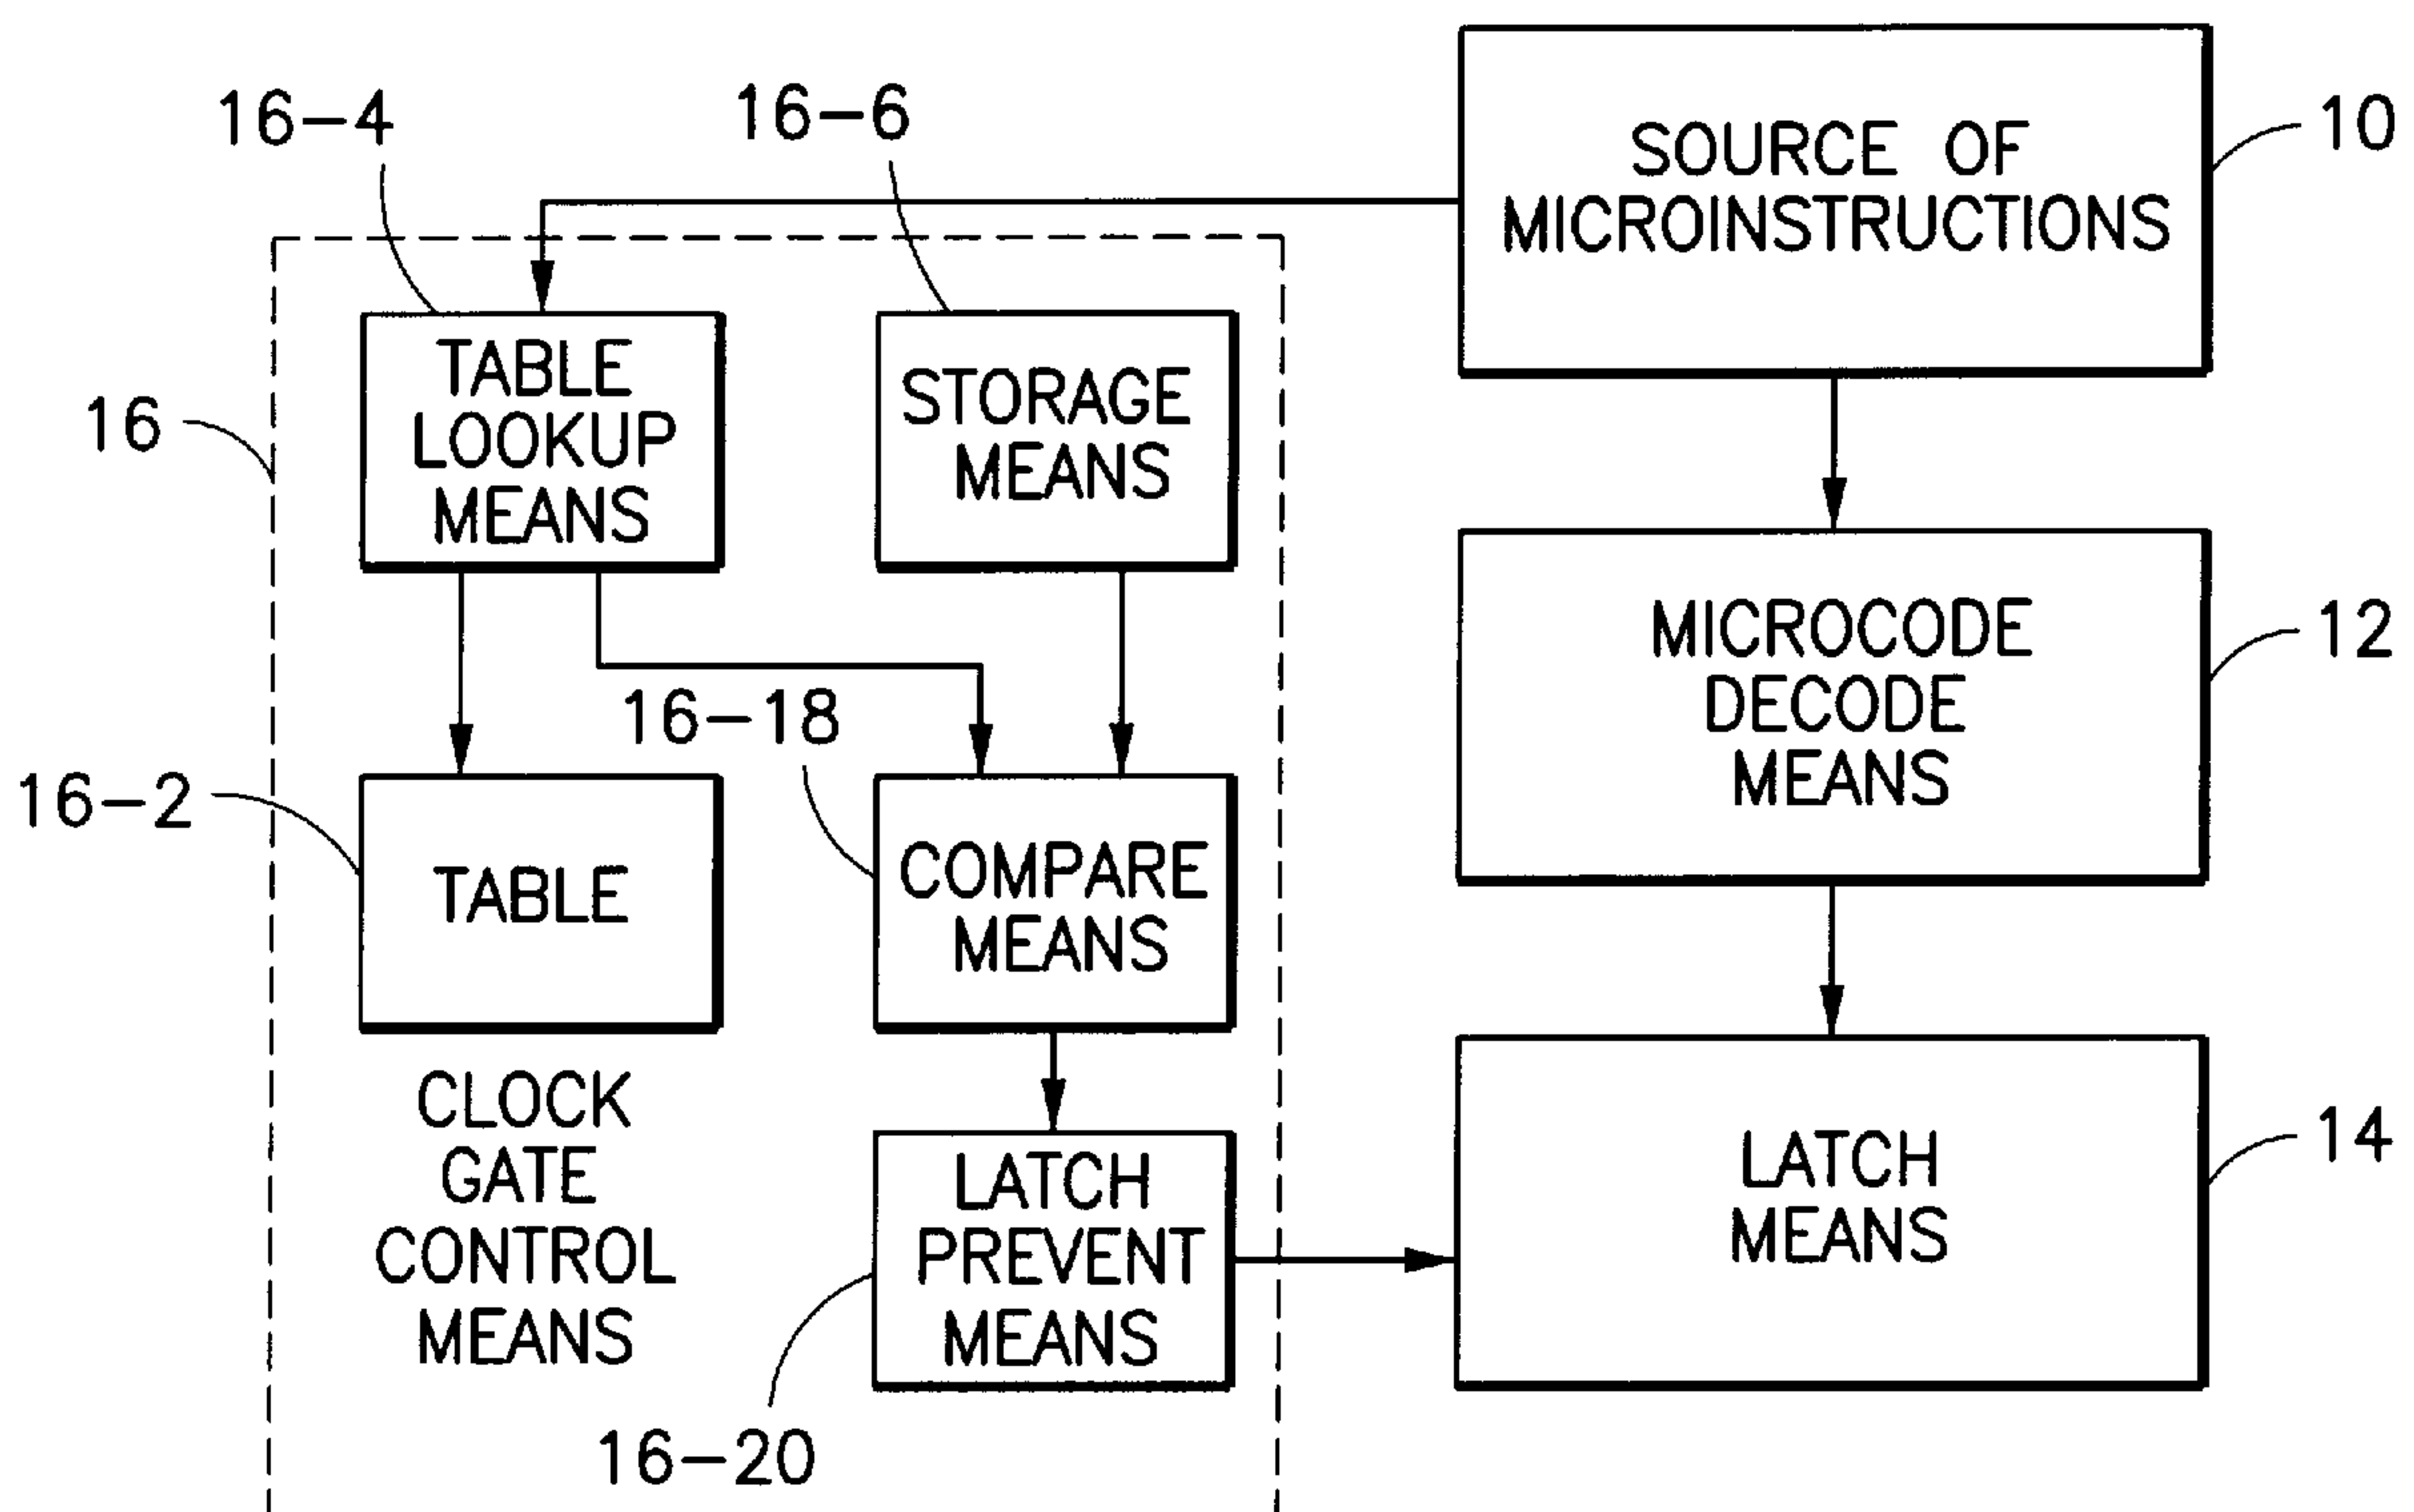 16-4
16-6
SOURCE OF
MICROINSTRUCTIONS
10
TABLE
LOOKUP
MEANS
STORAGE
MEANS
16
MICROCODE
DECODE
MEANS
12
16-18
16-2
TABLE
COMPARE
MEANS
CLOCK
GATE
CONTROL
MEANS
LATCH
PREVENT
MEANS
LATCH
MEANS
14
16-20